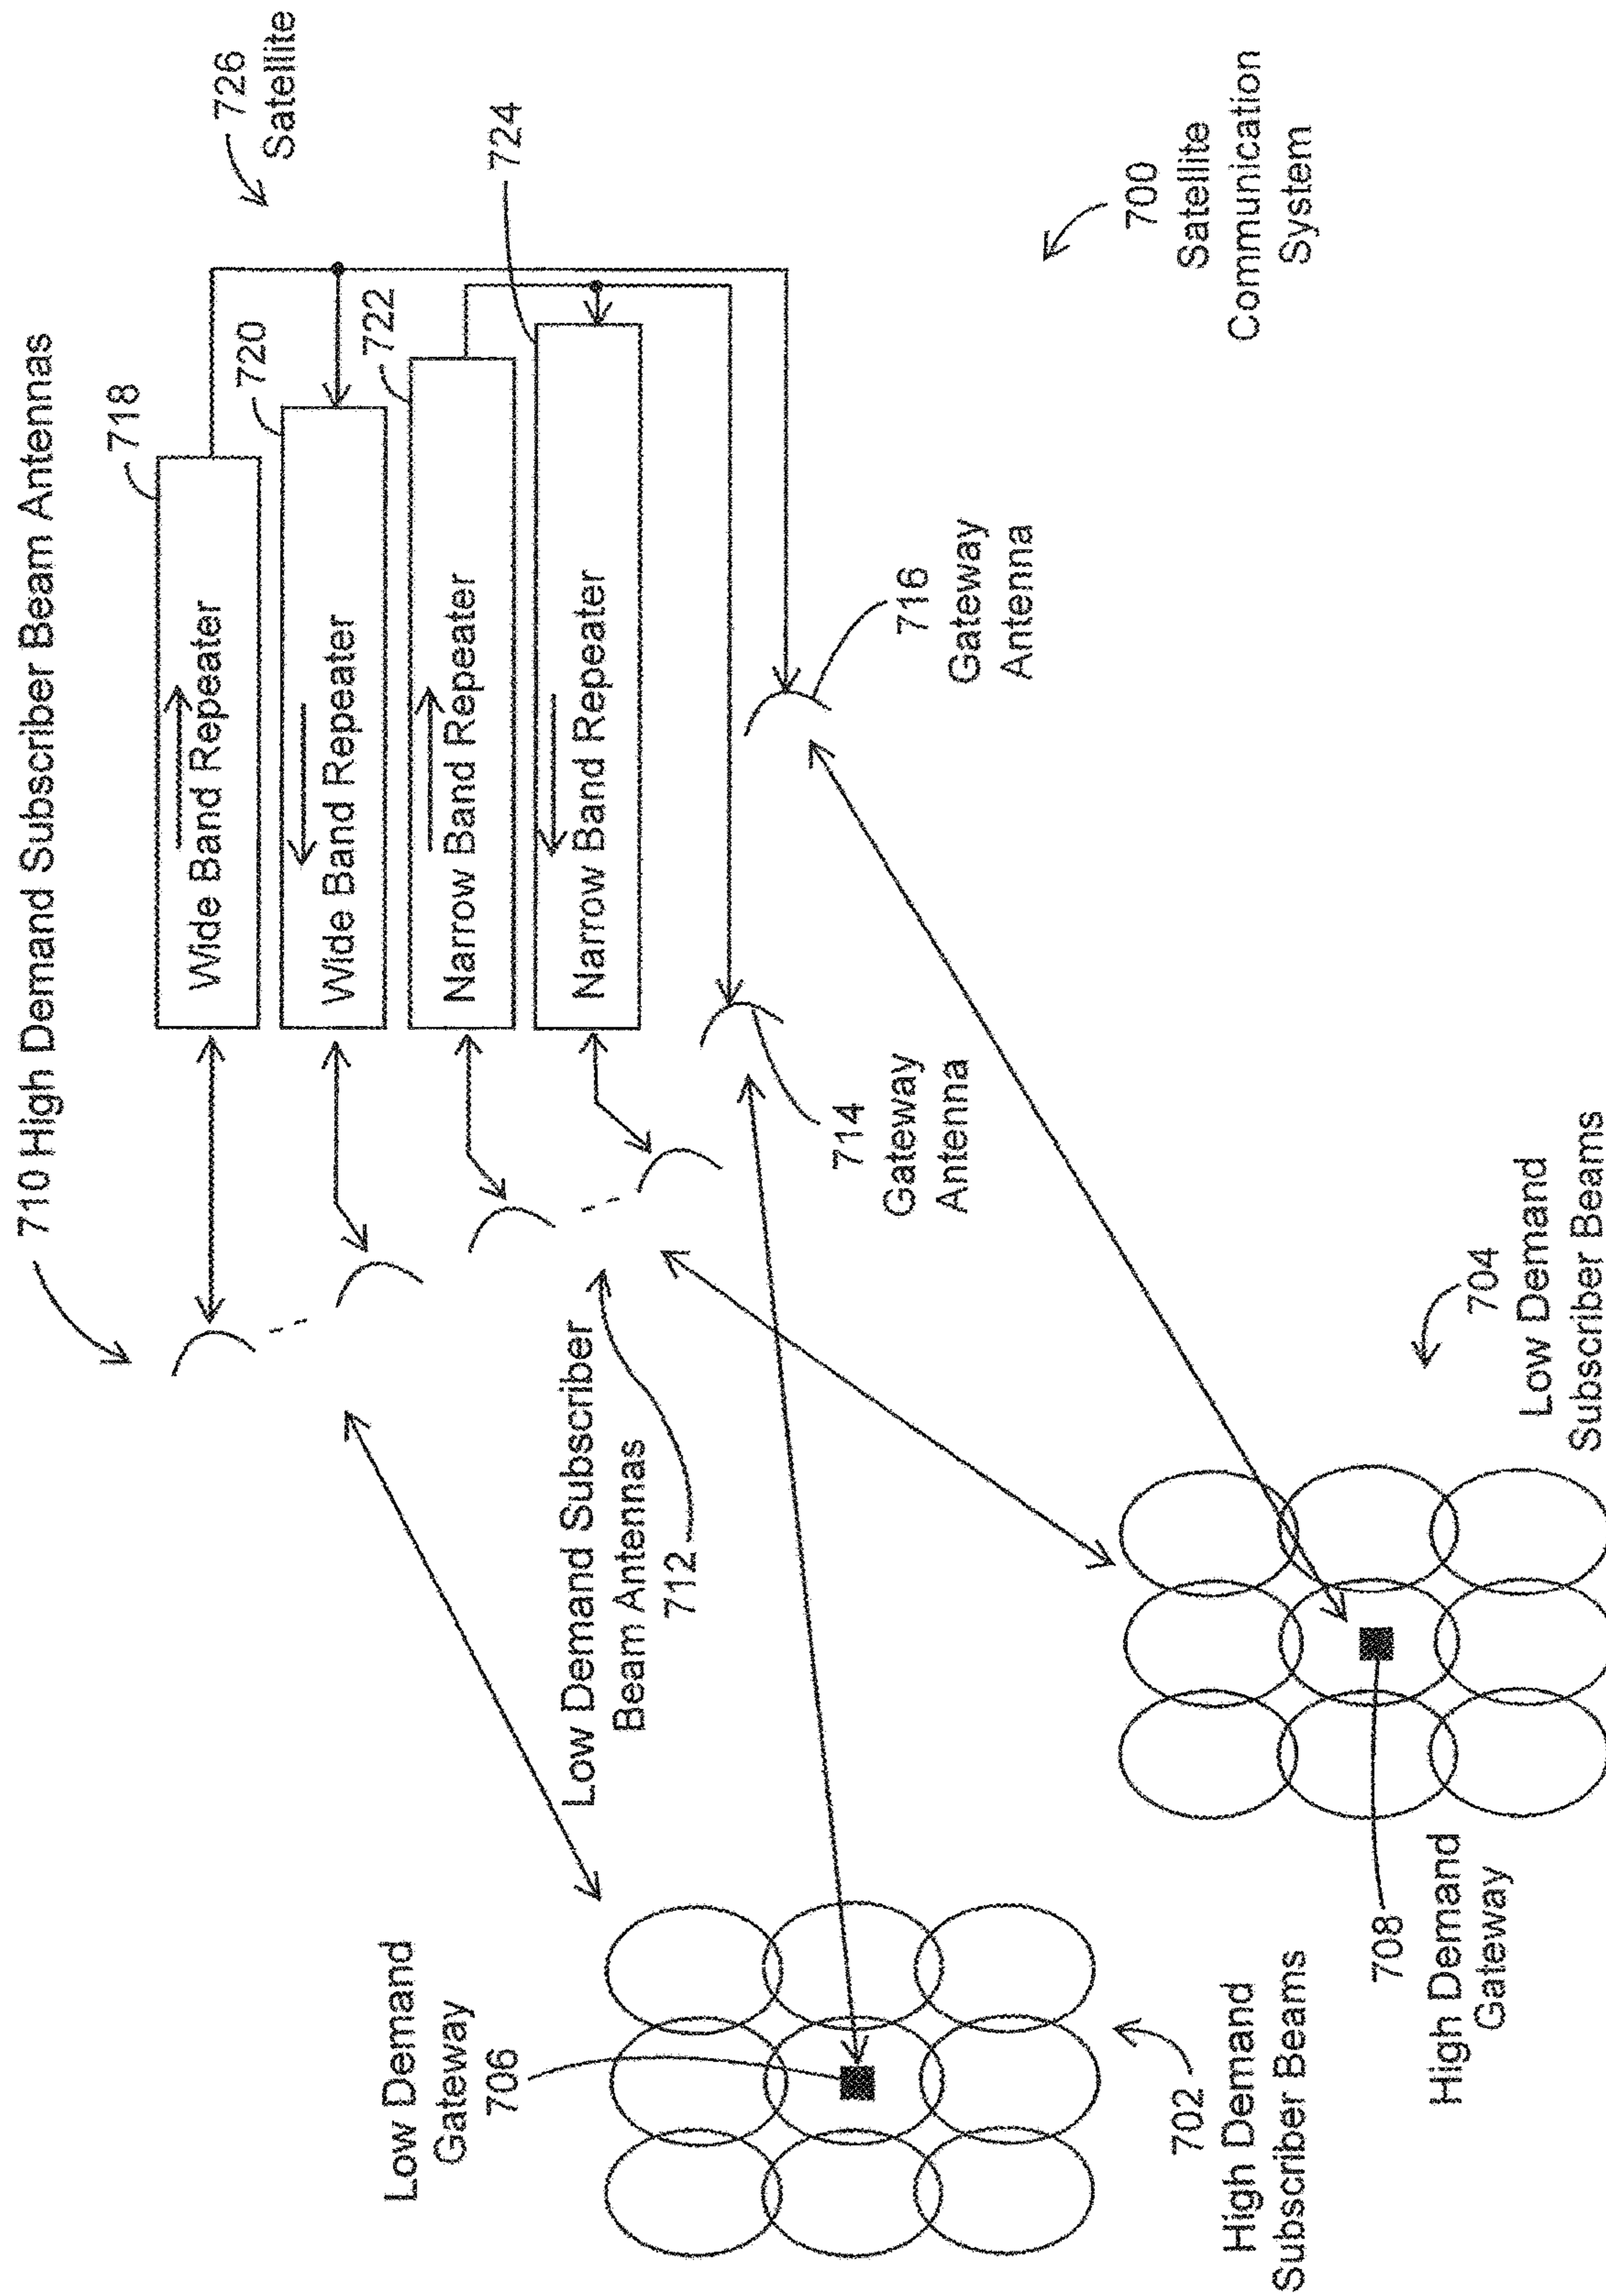 710 High Demand Subscriber Beam Antennas
718
Wide Band Repeater
720
Wide Band Repeater
722
Narrow Band Repeater
724
Narrow Band Repeater
726
Satellite
Low Demand Subscriber
Beam Antennas
712
714
Gateway
Antenna
716
Gateway
Antenna
Low Demand
Gateway
706
702
High Demand
Subscriber Beams
708
High Demand
Gateway
704
Low Demand
Subscriber Beams
700
Satellite
Communication
System